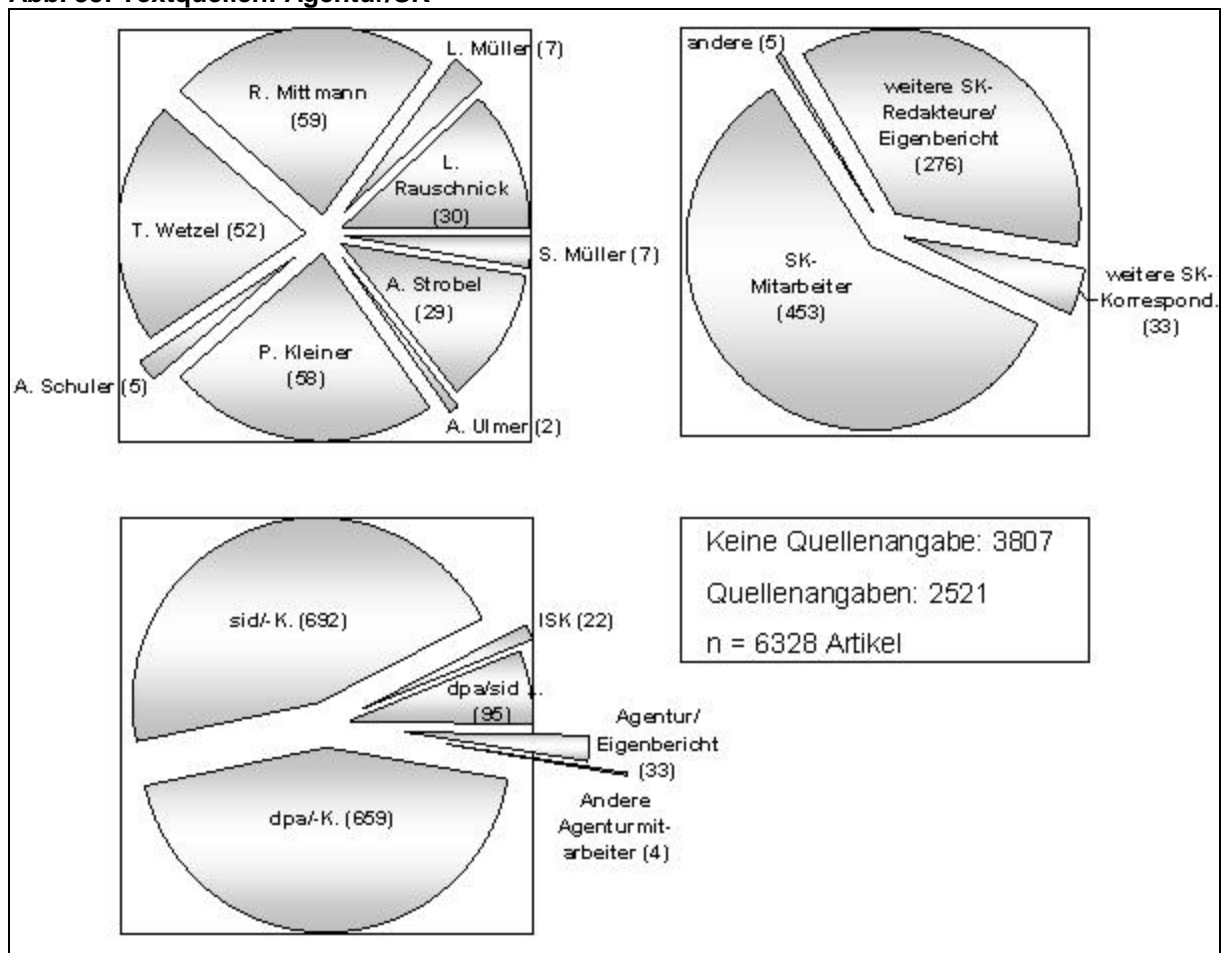 L. Müller (7)
R. Mittmann
(59)
L.
Rauschnick
(30)
T. Wetzel (52)
S. Müller (7)
A. Strobel
(29)
P. Kleiner
(58)
A. Schuler (5)
A. Ulmer (2)
andere (5)
weitere SK-
Redakteure/
Eigenbericht
(276)
SK-
Mitarbeiter
(453)
weitere SK-
Korrespond.
(33)
sid/-K. (692)
ISK (22)
dpa/sid ..
(95)
Agentur/
Eigenbericht
(33)
dpa/-K. (659)
Andere
Agenturmit-
arbeiter (4)
Keine Quellenangabe: 3807
Quellenangaben: 2521
n = 6328 Artikel